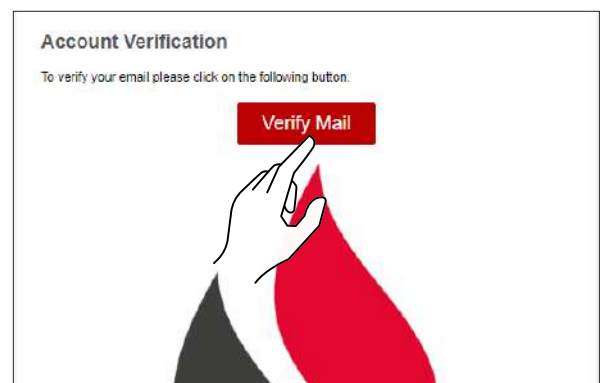 Account Verification
To verify your email please click on the following button.
Verify Mail